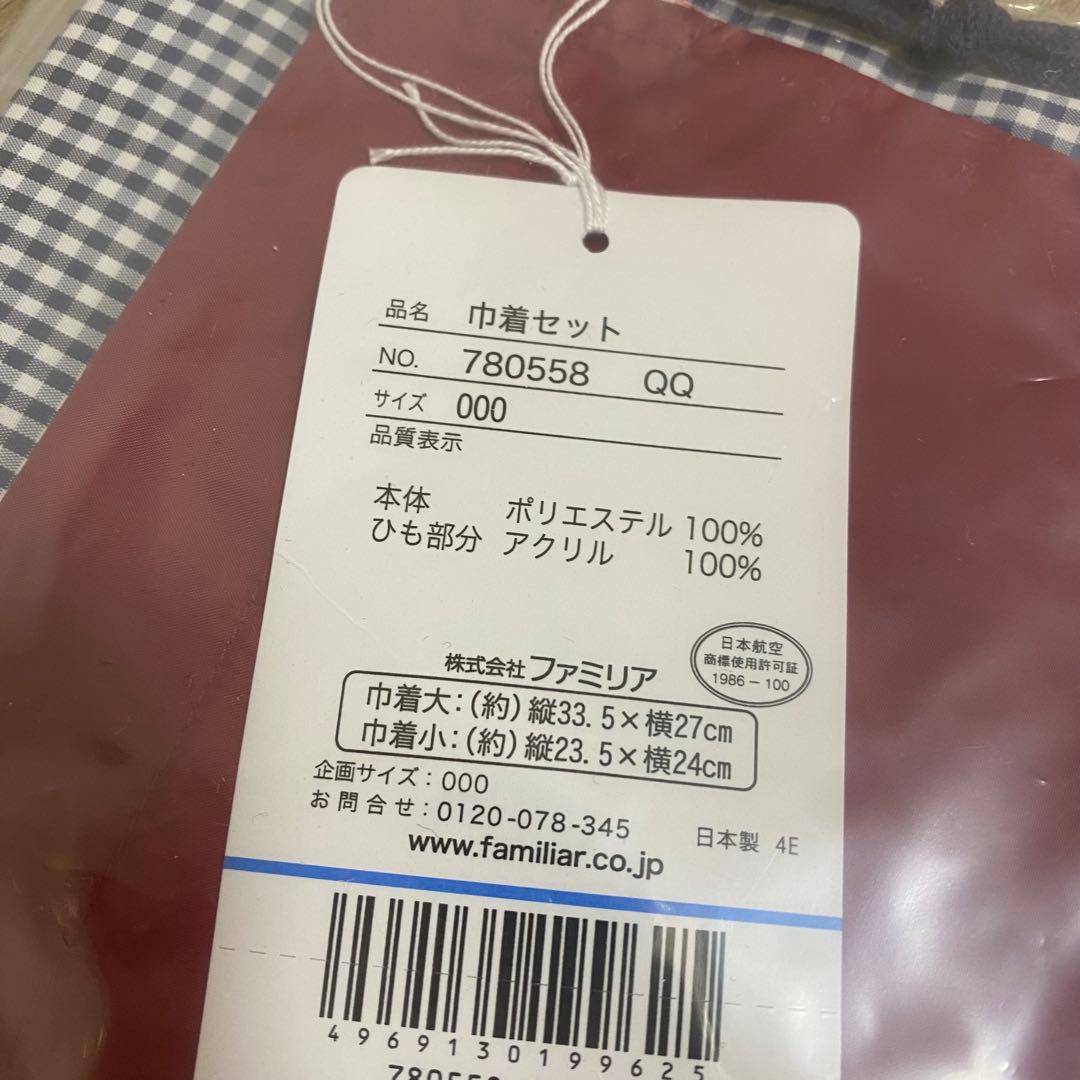 品名 巾着セット
NO. 780558 QQ
サイズ 000
品質表示
本体 ポリエステル 100%
ひも部分 アクリル 100%
日本航空
商標使用許可証
1986-100
株式会社ファミリア
巾着大:(約)縦33.5×横27cm
巾着小:(約)縦23.5×横24cm
企画サイズ:000
お問合せ:0120-078-345
日本製 4E
www.familiar.co.jp
4969130199625